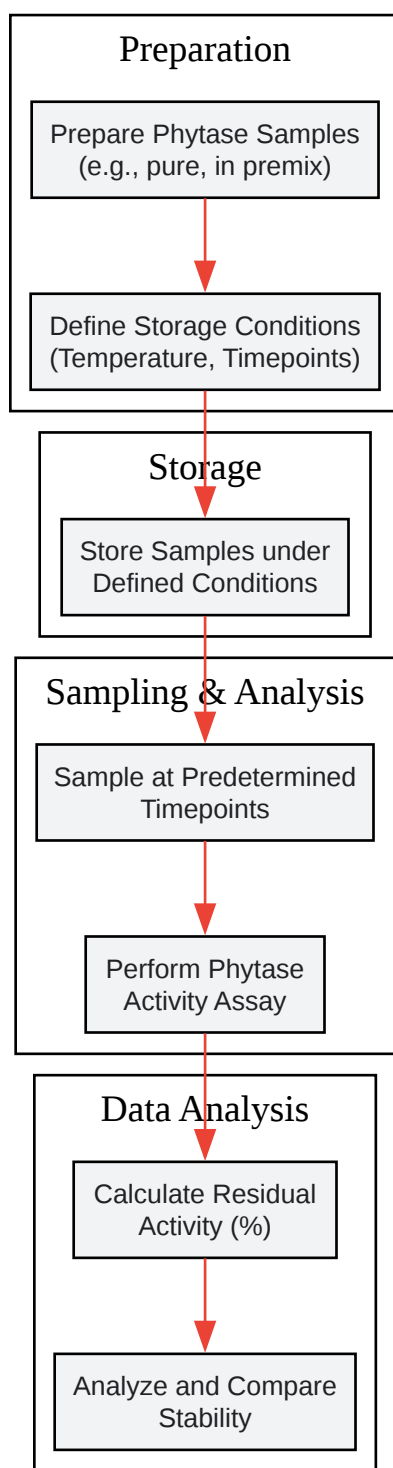 Preparation
Prepare Phytase Samples
(e.g., pure, in premix)
Define Storage Conditions
(Temperature, Timepoints)
Storage
Store Samples under
Defined Conditions
Sampling & Analysis
Sample at Predetermined
Timepoints
Perform Phytase
Activity Assay
Data Analysis
Calculate Residual
Activity (%)
Analyze and Compare
Stability